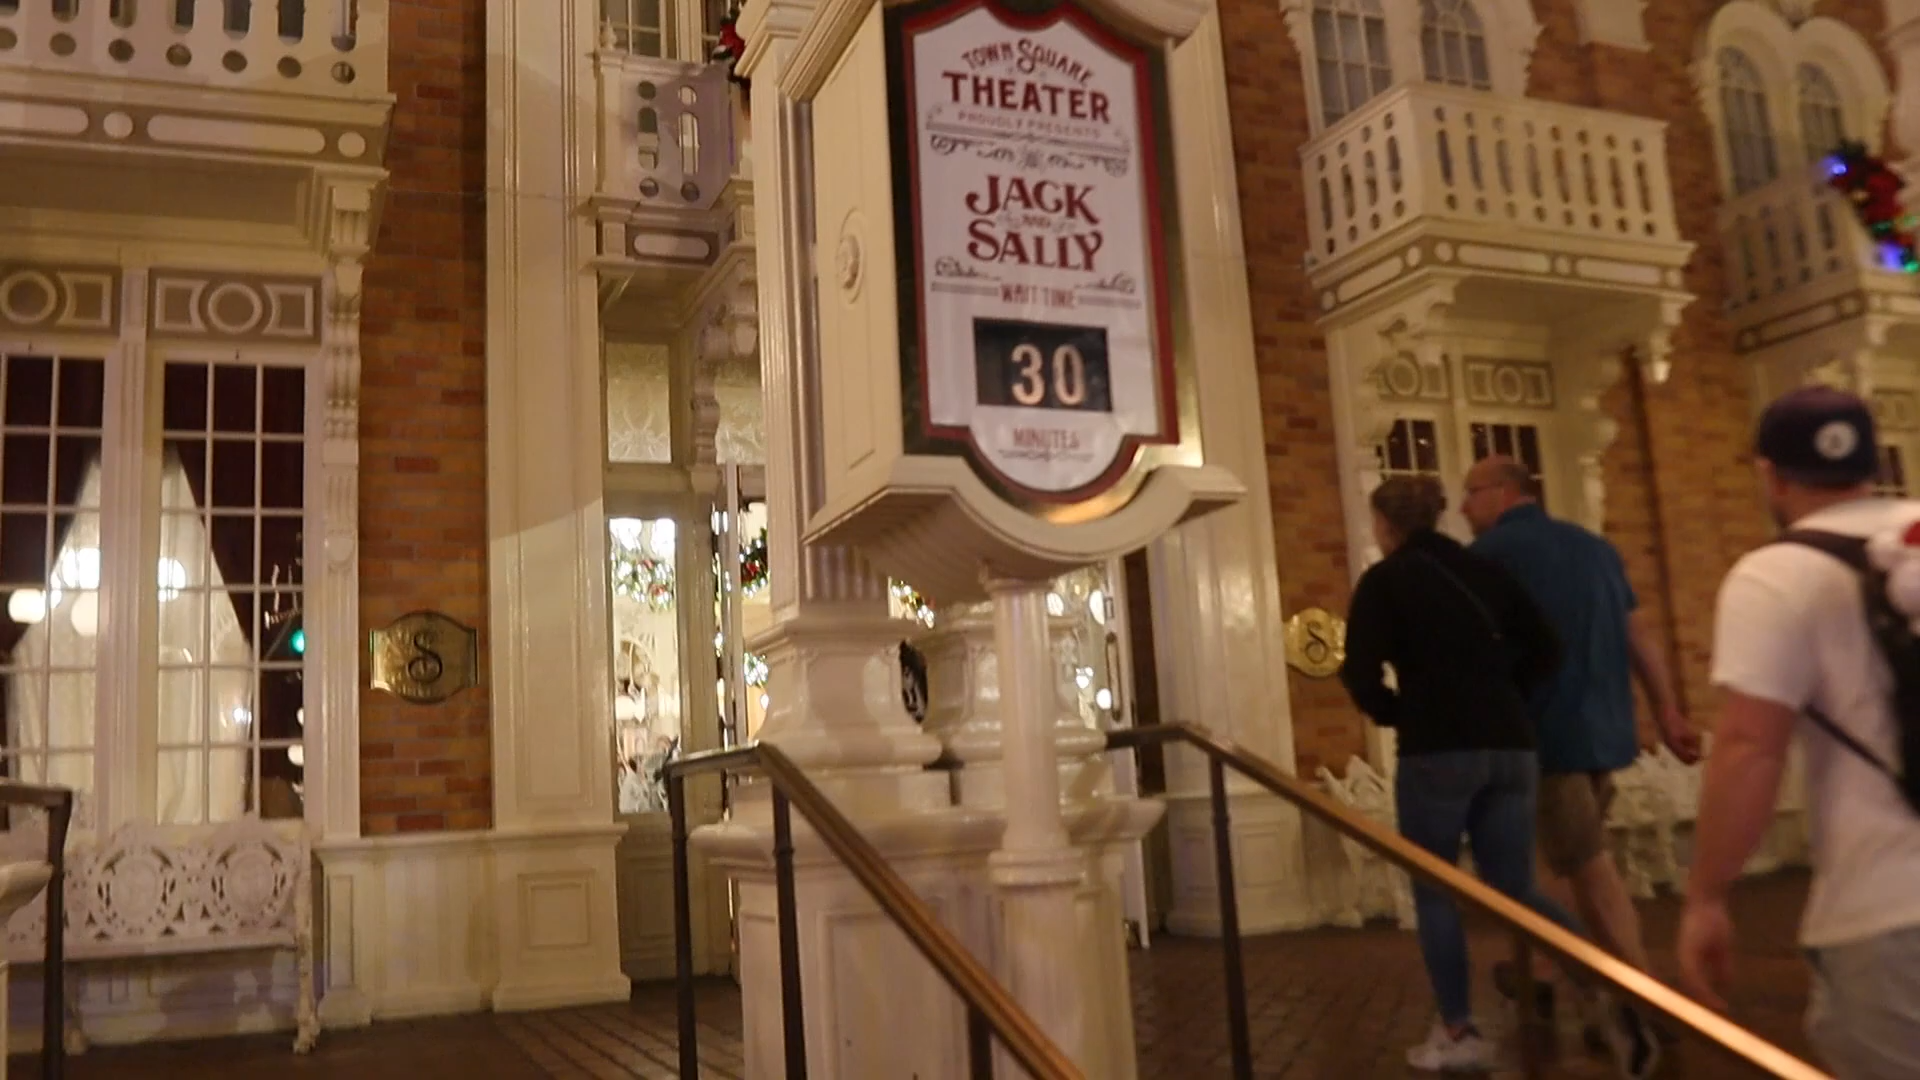 TOWN SQUARE
THEATER
PROUDLY PRESENTS
JACK
AND
SALLY
WAIT TIME
30
MINUTES
S
S